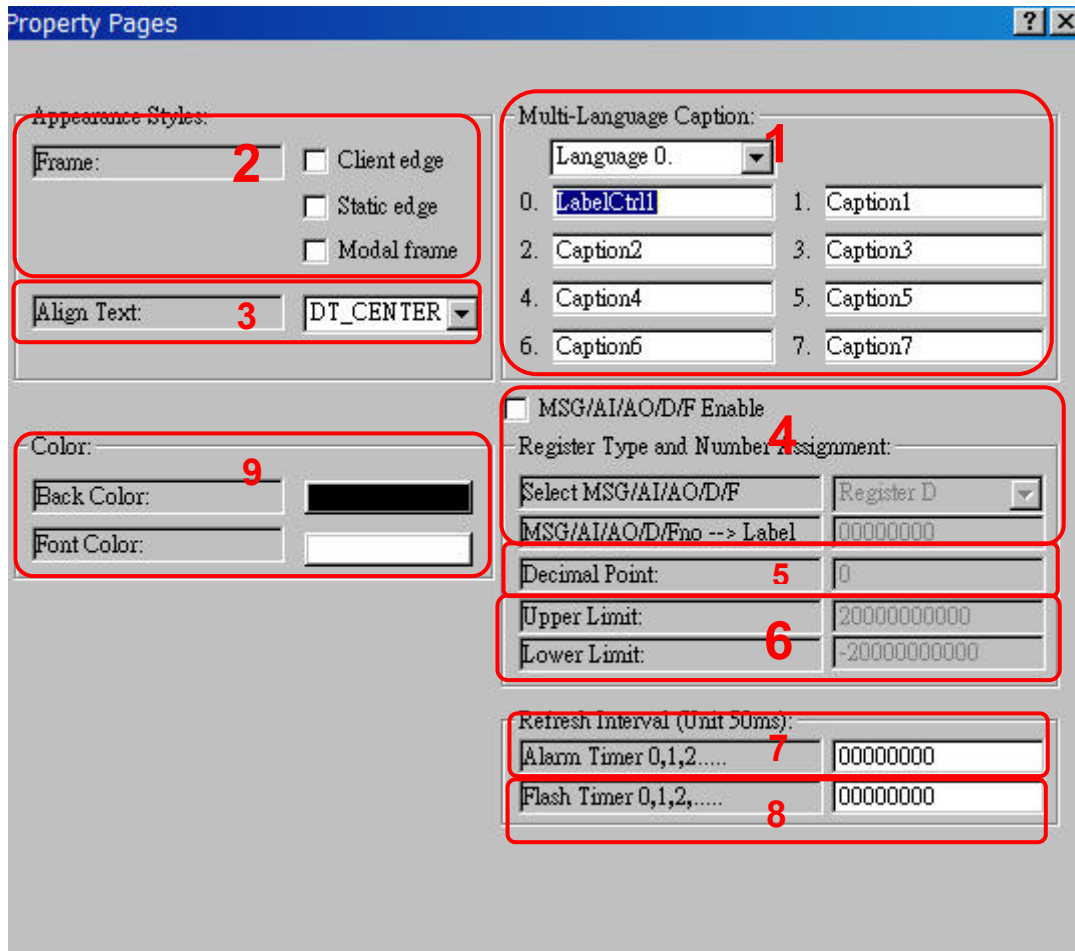 Property Pages
Appearance Styles:
2
Frame:
Client edge
Static edge
Modal frame
Align Text:
3
DT_CENTER
Multi-Language Caption:
1
Language 0.
0. LabelCtrl1
1. Caption1
2. Caption2
3. Caption3
4. Caption4
5. Caption5
6. Caption6
7. Caption7
MSG/AI/AO/D/F Enable
4
Register Type and Number Assignment:
Select MSG/AI/AO/D/F
Register D
MSG/AI/AO/D/Fno --> Label
00000000
Decimal Point:
5
0
Upper Limit:
20000000000
6
Lower Limit:
-20000000000
Color:
9
Back Color:
Font Color:
Refresh Interval (Unit 50ms):
7
Alarm Timer 0,1,2.....
00000000
Flash Timer 0,1,2,.....
8
00000000